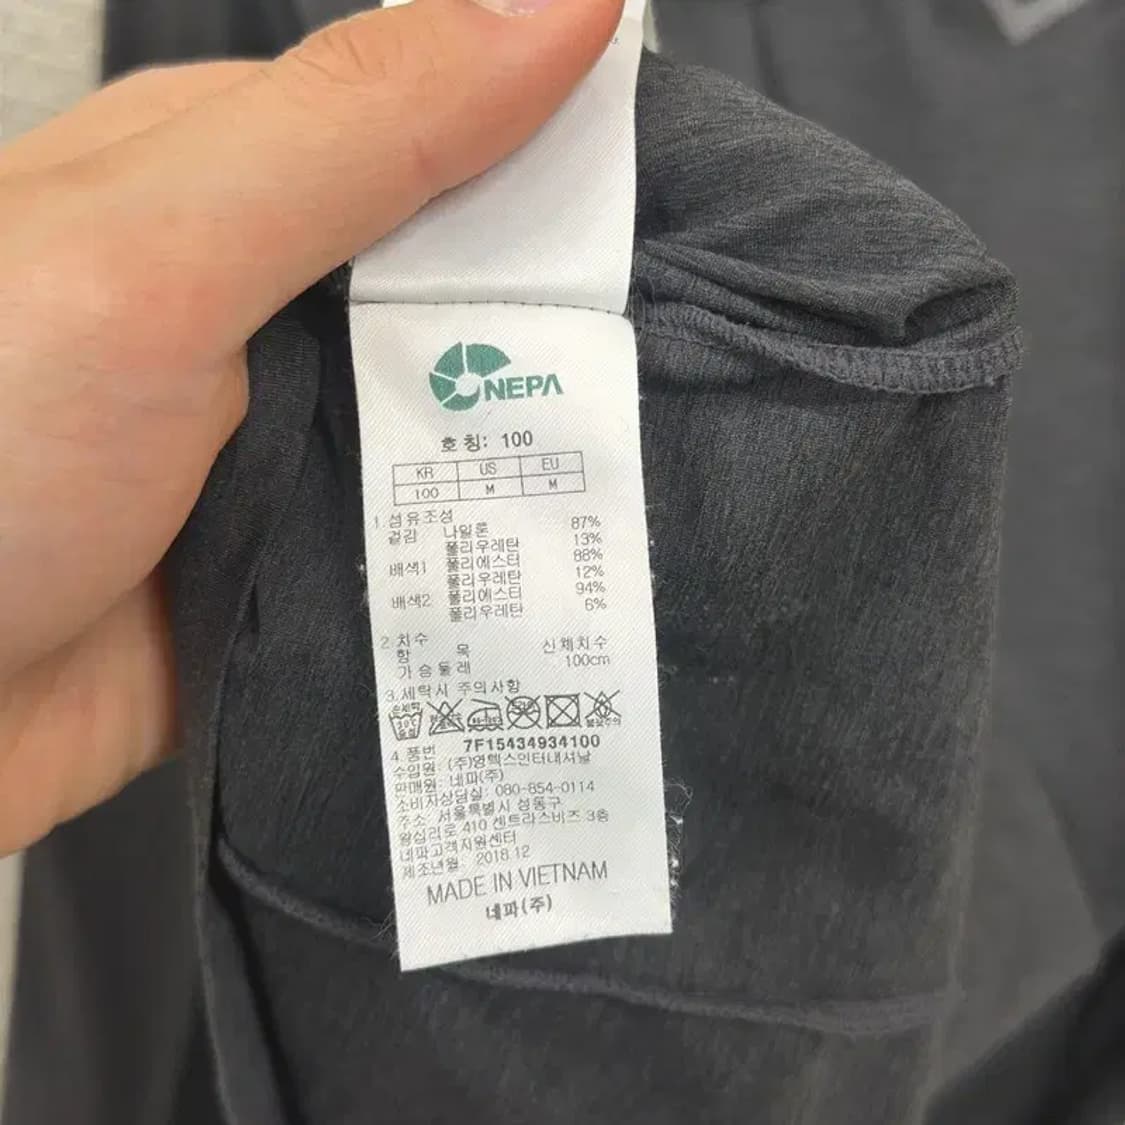 NEPA
호 칭: 100
KR US EU
100 M M
1.섬유조성
겉감 나일론 87%
폴리우레탄 13%
배색1 폴리에스터 88%
폴리우레탄 12%
배색2 폴리에스터 94%
폴리우레탄 6%
2.치수
항 목 신체치수
가슴둘레 100cm
3.세탁시 주의사항
손세탁
30℃
중성
4.품번 7F15434934100
수입원: (주)영텍스인터내셔날
판매원: 네파(주)
소비자상담실: 080-854-0114
주소 서울특별시 성동구
왕십리로 410 센트라스비즈 3층
네파고객지원센터
제조년월: 2018.12
MADE IN VIETNAM
네파(주)